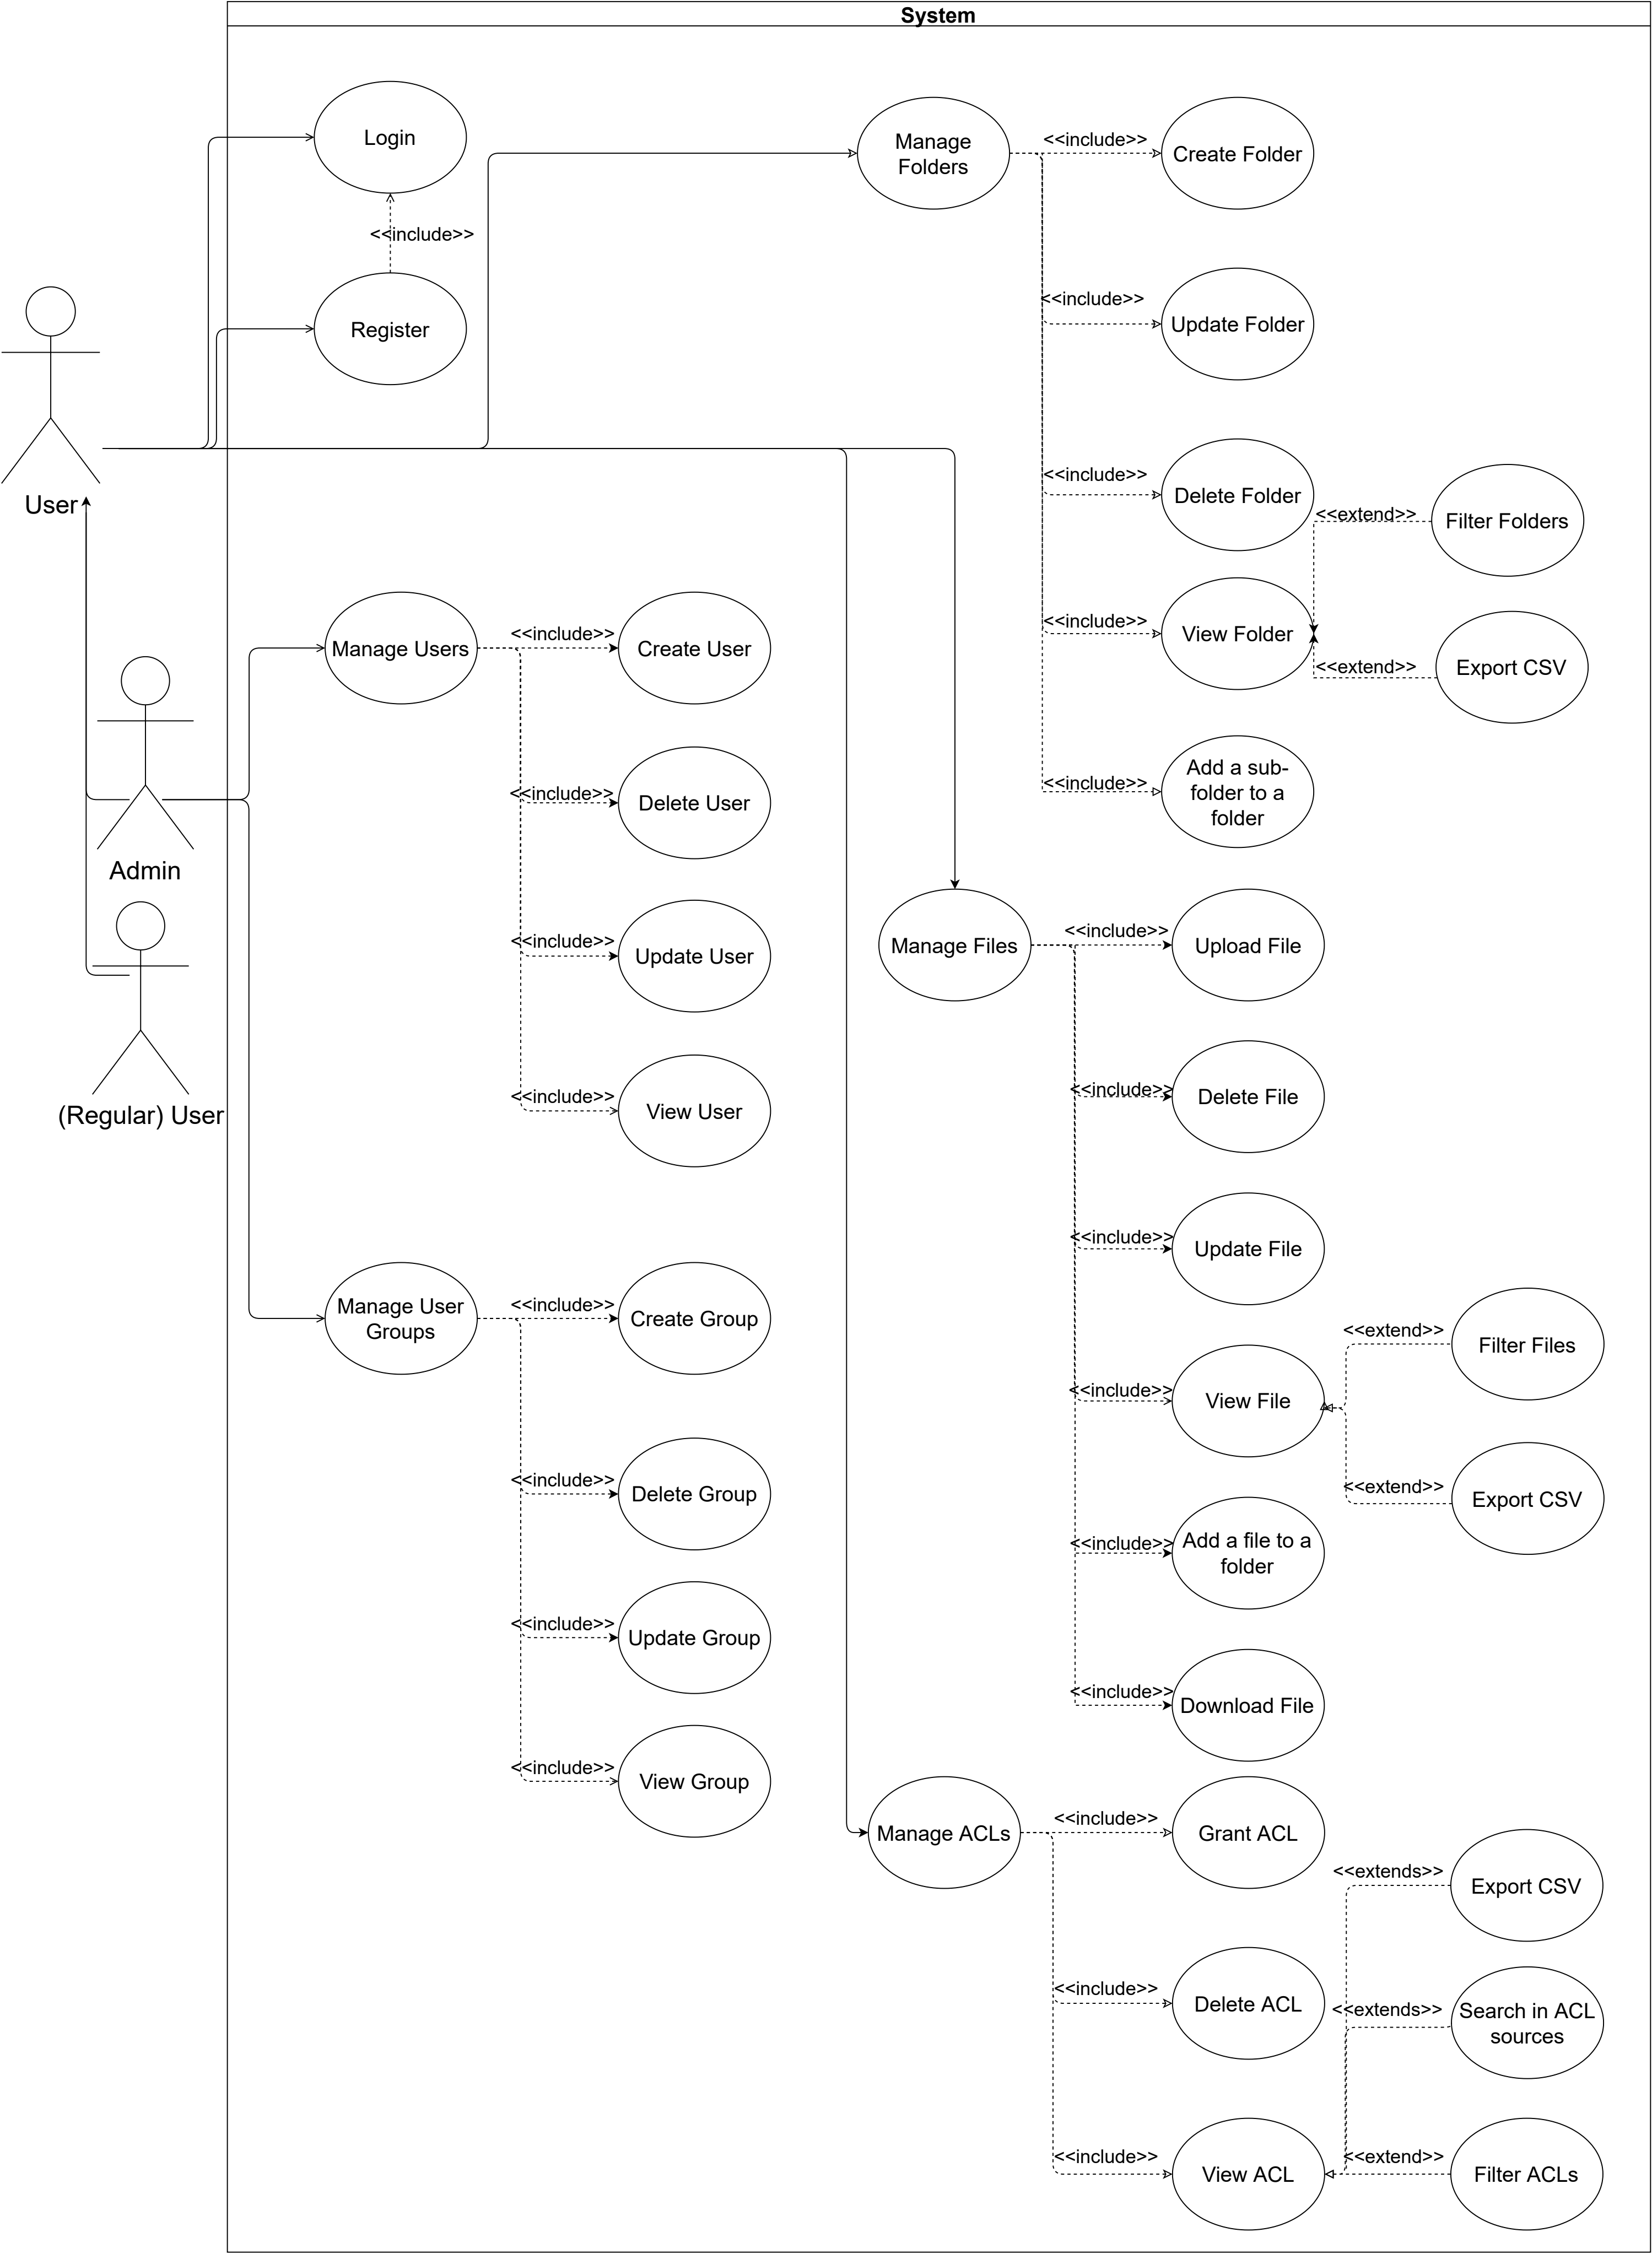 System
Login
<<include>>
Register
User
Admin
(Regular) User
Manage Users
<<include>>
Create User
<<include>>
Delete User
<<include>>
Update User
<<include>>
View User
Manage User
Groups
<<include>>
Create Group
<<include>>
Delete Group
<<include>>
Update Group
<<include>>
View Group
Manage
Folders
<<include>>
Create Folder
<<include>>
Update Folder
<<include>>
Delete Folder
<<include>>
View Folder
<<extend>>
Filter Folders
<<extend>>
Export CSV
<<include>>
Add a sub-
folder to a
folder
Manage Files
<<include>>
Upload File
<<include>>
Delete File
<<include>>
Update File
<<include>>
View File
<<extend>>
Filter Files
<<extend>>
Export CSV
<<include>>
Add a file to a
folder
<<include>>
Download File
Manage ACLs
<<include>>
Grant ACL
<<include>>
Delete ACL
<<include>>
View ACL
<<extends>>
Export CSV
<<extends>>
Search in ACL
sources
<<extend>>
Filter ACLs